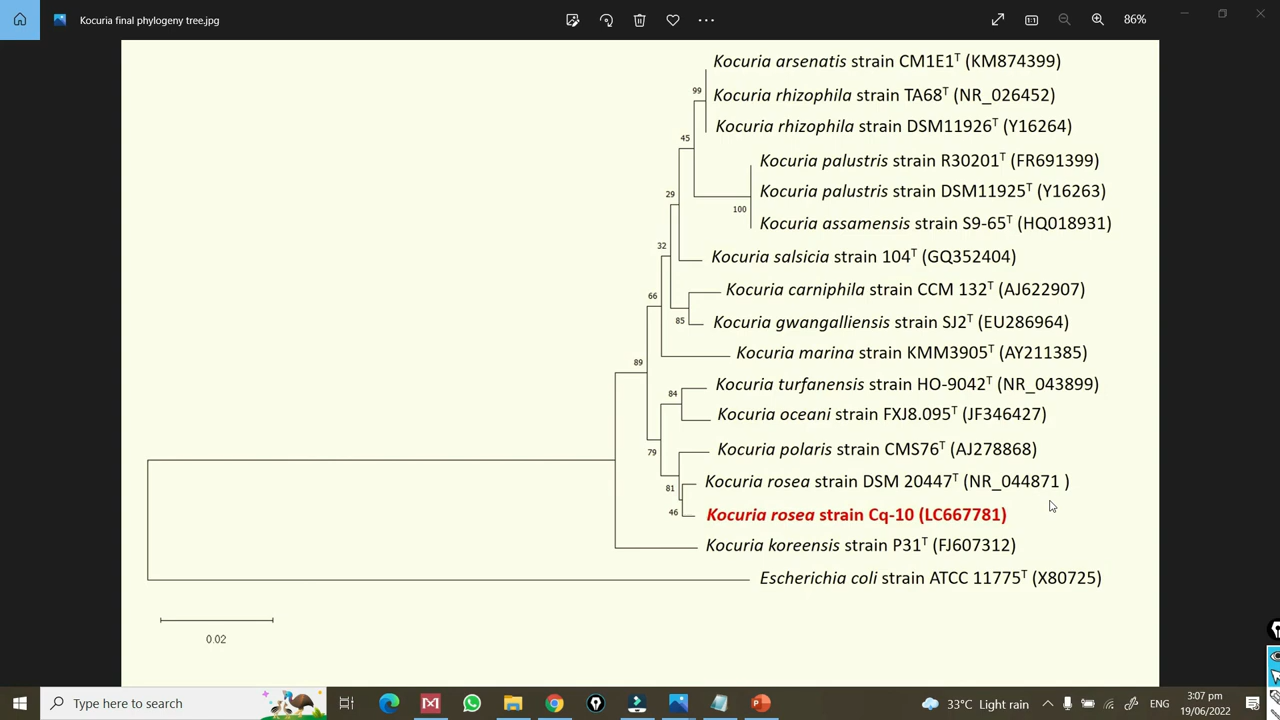 Kocuria final phylogeny tree.jpg
86%
Kocuria arsenatis strain CM1E1ᵀ (KM874399)
99
Kocuria rhizophila strain TA68ᵀ (NR_026452)
Kocuria rhizophila strain DSM11926ᵀ (Y16264)
45
Kocuria palustris strain R30201ᵀ (FR691399)
29
Kocuria palustris strain DSM11925ᵀ (Y16263)
100
Kocuria assamensis strain S9-65ᵀ (HQ018931)
32
Kocuria salsicia strain 104ᵀ (GQ352404)
66
Kocuria carniphila strain CCM 132ᵀ (AJ622907)
85
Kocuria gwangalliensis strain SJ2ᵀ (EU286964)
Kocuria marina strain KMM3905ᵀ (AY211385)
89
Kocuria turfanensis strain HO-9042ᵀ (NR_043899)
84
Kocuria oceani strain FXJ8.095ᵀ (JF346427)
79
Kocuria polaris strain CMS76ᵀ (AJ278868)
81
Kocuria rosea strain DSM 20447ᵀ (NR_044871 )
46
Kocuria rosea strain Cq-10 (LC667781)
Kocuria koreensis strain P31ᵀ (FJ607312)
Escherichia coli strain ATCC 11775ᵀ (X80725)
0.02
Type here to search
33°C Light rain
ENG
3:07 pm
19/06/2022